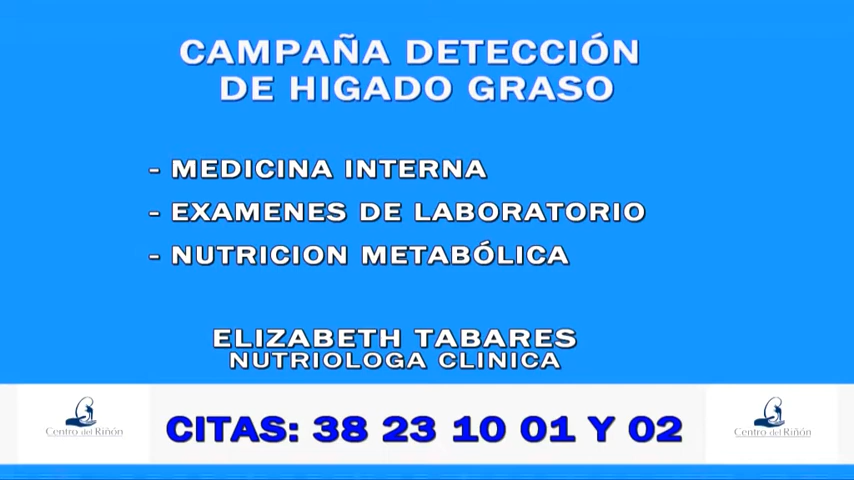 CAMPAÑA DETECCIÓN
DE HIGADO GRASO
- MEDICINA INTERNA
- EXAMENES DE LABORATORIO
- NUTRICION METABÓLICA
ELIZABETH TABARES
NUTRIOLOGA CLINICA
Centro del Riñón
CITAS: 38 23 10 01 Y 02
Centro del Riñón